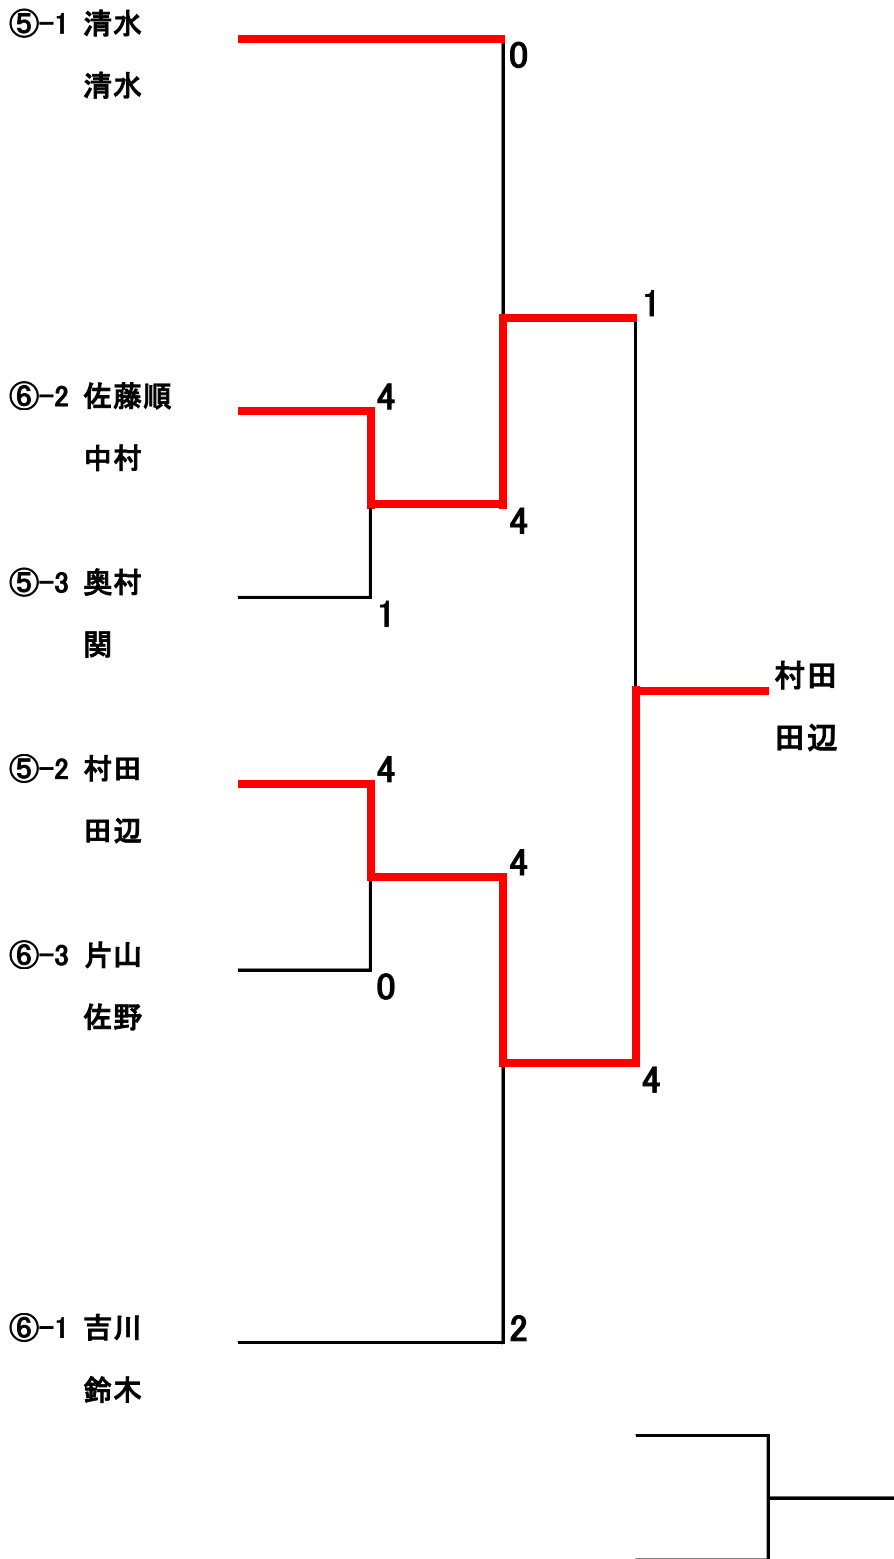 ⑤-1 清水
0
清水
1
⑥-2 佐藤順
4
中村
4
⑤-3 奥村
1
関
村田
田辺
⑤-2 村田
4
田辺
4
⑥-3 片山
0
佐野
4
⑥-1 吉川
2
鈴木